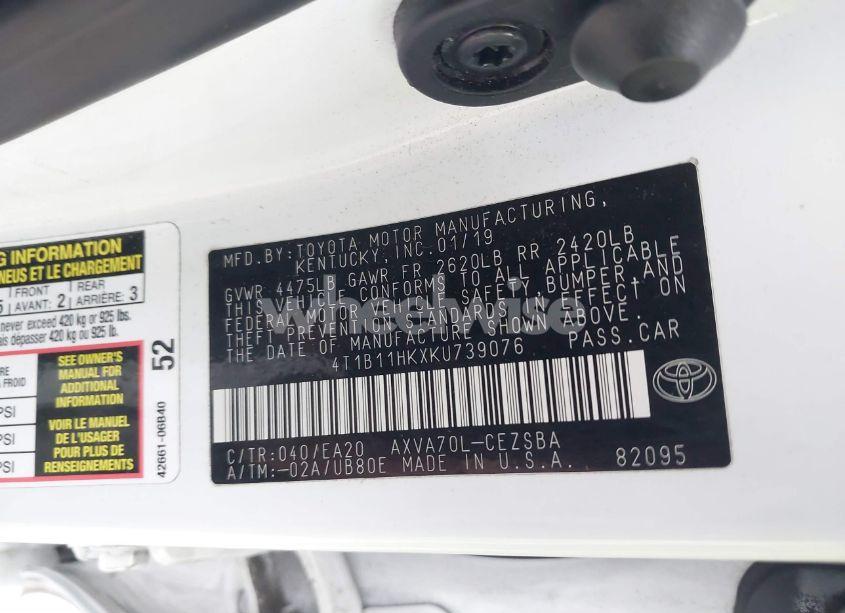 MFD. BY: TOYOTA MOTOR MANUFACTURING,
KENTUCKY, INC. 01/19
GVWR 4475LB GAWR FR 2620LB RR 2420LB
THIS VEHICLE CONFORMS TO ALL APPLICABLE
FEDERAL MOTOR VEHICLE SAFETY, BUMPER, AND
THEFT PREVENTION STANDARDS IN EFFECT ON
THE DATE OF MANUFACTURE SHOWN ABOVE.
4T1B11HKXKU739076 PASS. CAR
C/TR: 040/EA20 AXVA70L-CEZSBA
A/TM: -02A/UB80E MADE IN U.S.A. 82095
wheelwise
INFORMATION
PNEUS ET LE CHARGEMENT
FRONT REAR
AVANT: 2 ARRIÈRE: 3
never exceed 420 kg or 925 lbs.
dépasser 420 kg ou 925 lb.
SEE OWNER'S
MANUAL FOR
ADDITIONAL
INFORMATION
VOIR LE MANUEL
DE L'USAGER
POUR PLUS DE
RENSEIGNEMENTS
FROID
PSI
PSI
52
42661-06B40